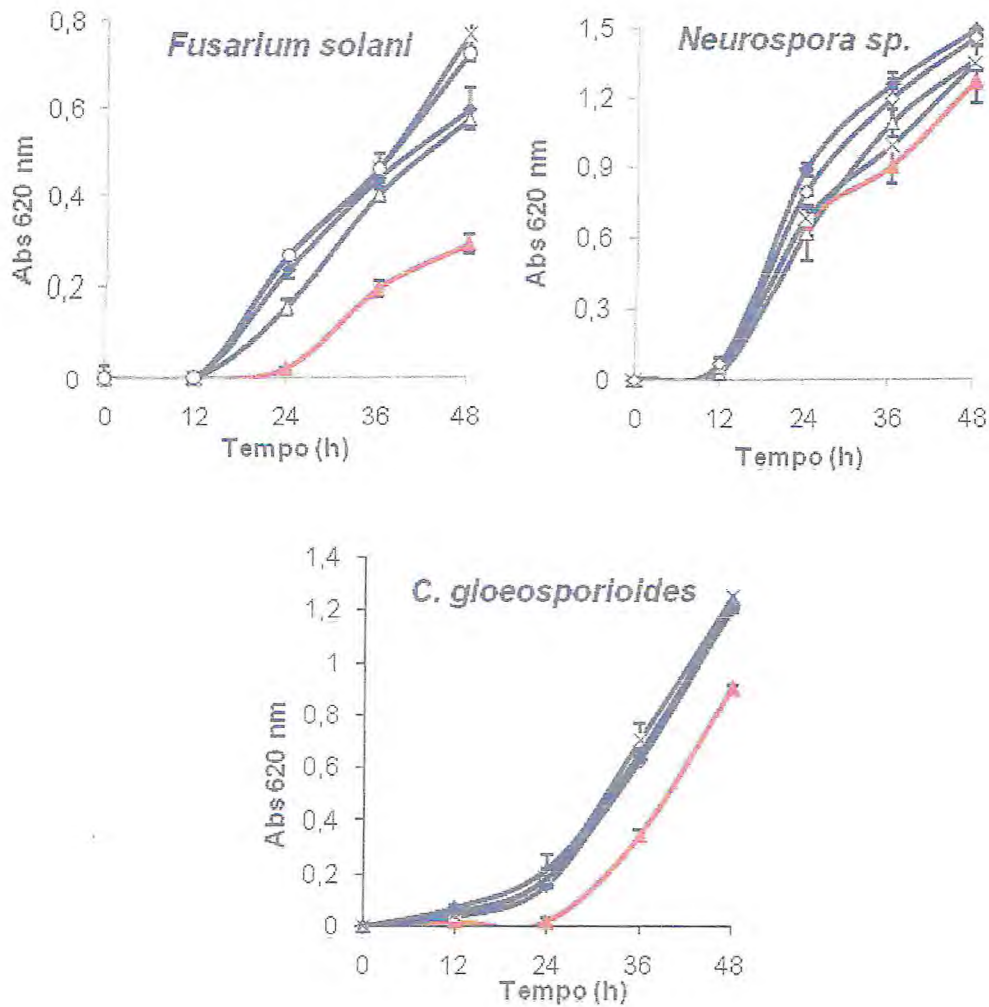 Fusarium solani
Abs 620 nm
0,8
0,6
0,4
0,2
0
0 12 24 36 48
Tempo (h)
Neurospora sp.
Abs 620 nm
1,5
1,2
0,9
0,6
0,3
0
0 12 24 36 48
Tempo (h)
C. gloeosporioides
Abs 620 nm
1,4
1,2
1
0,8
0,6
0,4
0,2
0
0 12 24 36 48
Tempo (h)